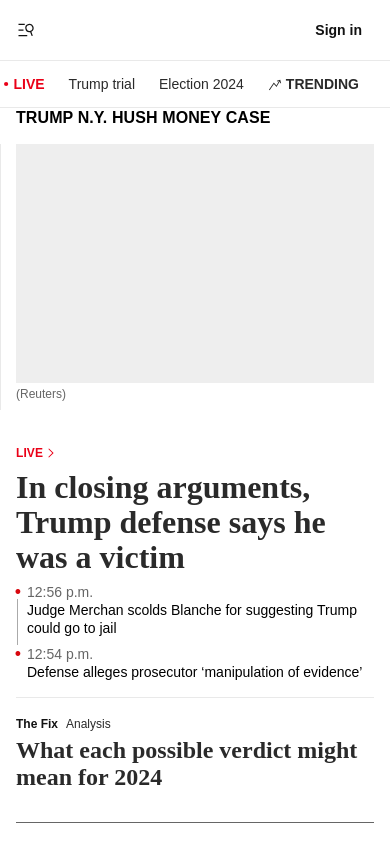 Sign in
LIVE Trump trial Election 2024 TRENDING
TRUMP N.Y. HUSH MONEY CASE
(Reuters)
LIVE
In closing arguments,
Trump defense says he
was a victim
12:56 p.m.
Judge Merchan scolds Blanche for suggesting Trump
could go to jail
12:54 p.m.
Defense alleges prosecutor ‘manipulation of evidence’
The Fix Analysis
What each possible verdict might
mean for 2024